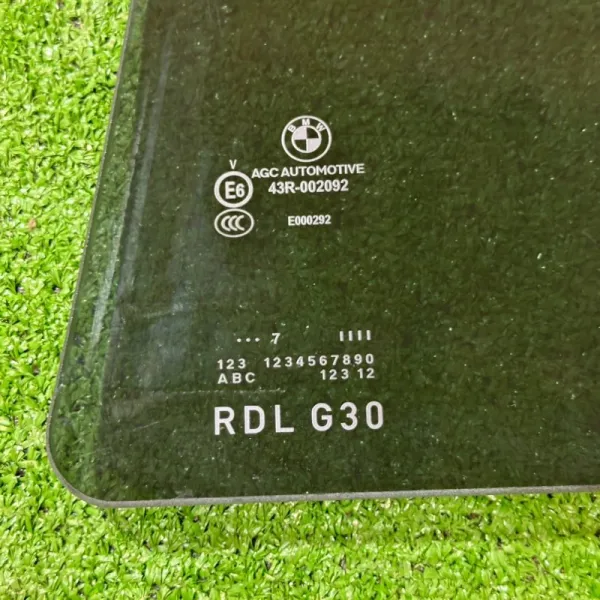 BMW
AGC AUTOMOTIVE
V
E6 43R-002092
CCC E000292
... 7 IIII
123 1234567890
ABC 123 12
RDL G30